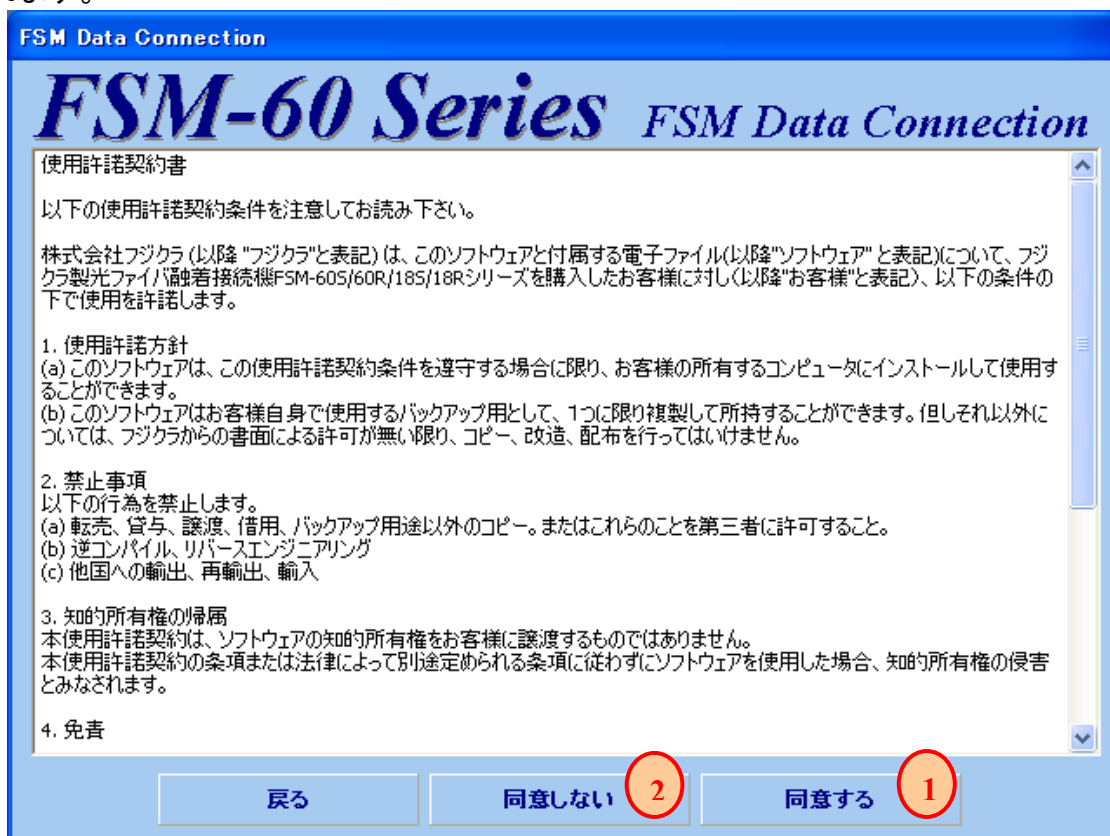 FSM Data Connection
FSM-60 Series FSM Data Connection
使用許諾契約書
以下の使用許諾契約条件を注意してお読み下さい。
株式会社フジクラ (以降 "フジクラ"と表記) は、このソフトウェアと付属する電子ファイル(以降"ソフトウェア" と表記)について、フジ
クラ製光ファイバ融着接続機FSM-60S/60R/18S/18Rシリーズを購入したお客様に対し(以降"お客様"と表記)、以下の条件の
下で使用を許諾します。
1. 使用許諾方針
(a) このソフトウェアは、この使用許諾契約条件を遵守する場合に限り、お客様の所有するコンピュータにインストールして使用す
ることができます。
(b) このソフトウェアはお客様自身で使用するバックアップ用として、1つに限り複製して所持することができます。但しそれ以外に
ついては、フジクラからの書面による許可が無い限り、コピー、改造、配布を行ってはいけません。
2. 禁止事項
以下の行為を禁止します。
(a) 転売、貸与、譲渡、借用、バックアップ用途以外のコピー。またはこれらのことを第三者に許可すること。
(b) 逆コンパイル、リバースエンジニアリング
(c) 他国への輸出、再輸出、輸入
3. 知的所有権の帰属
本使用許諾契約は、ソフトウェアの知的所有権をお客様に譲渡するものではありません。
本使用許諾契約の条項または法律によって別途定められる条項に従わずにソフトウェアを使用した場合、知的所有権の侵害
とみなされます。
4. 免責
戻る 同意しない 2 同意する 1